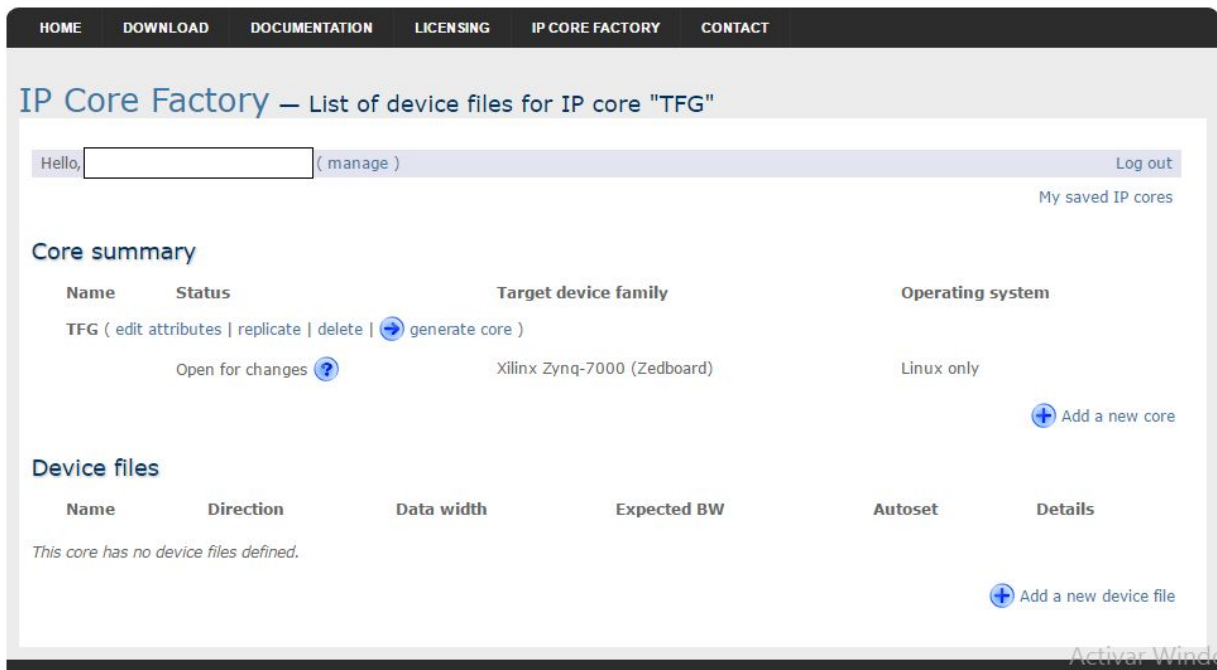 HOME DOWNLOAD DOCUMENTATION LICENSING IP CORE FACTORY CONTACT
IP Core Factory — List of device files for IP core "TFG"
Hello, ( manage ) Log out
My saved IP cores
Core summary
Name Status Target device family Operating system
TFG ( edit attributes | replicate | delete | generate core )
Open for changes ? Xilinx Zynq-7000 (Zedboard) Linux only
Add a new core
Device files
Name Direction Data width Expected BW Autoset Details
This core has no device files defined.
Add a new device file
Activar